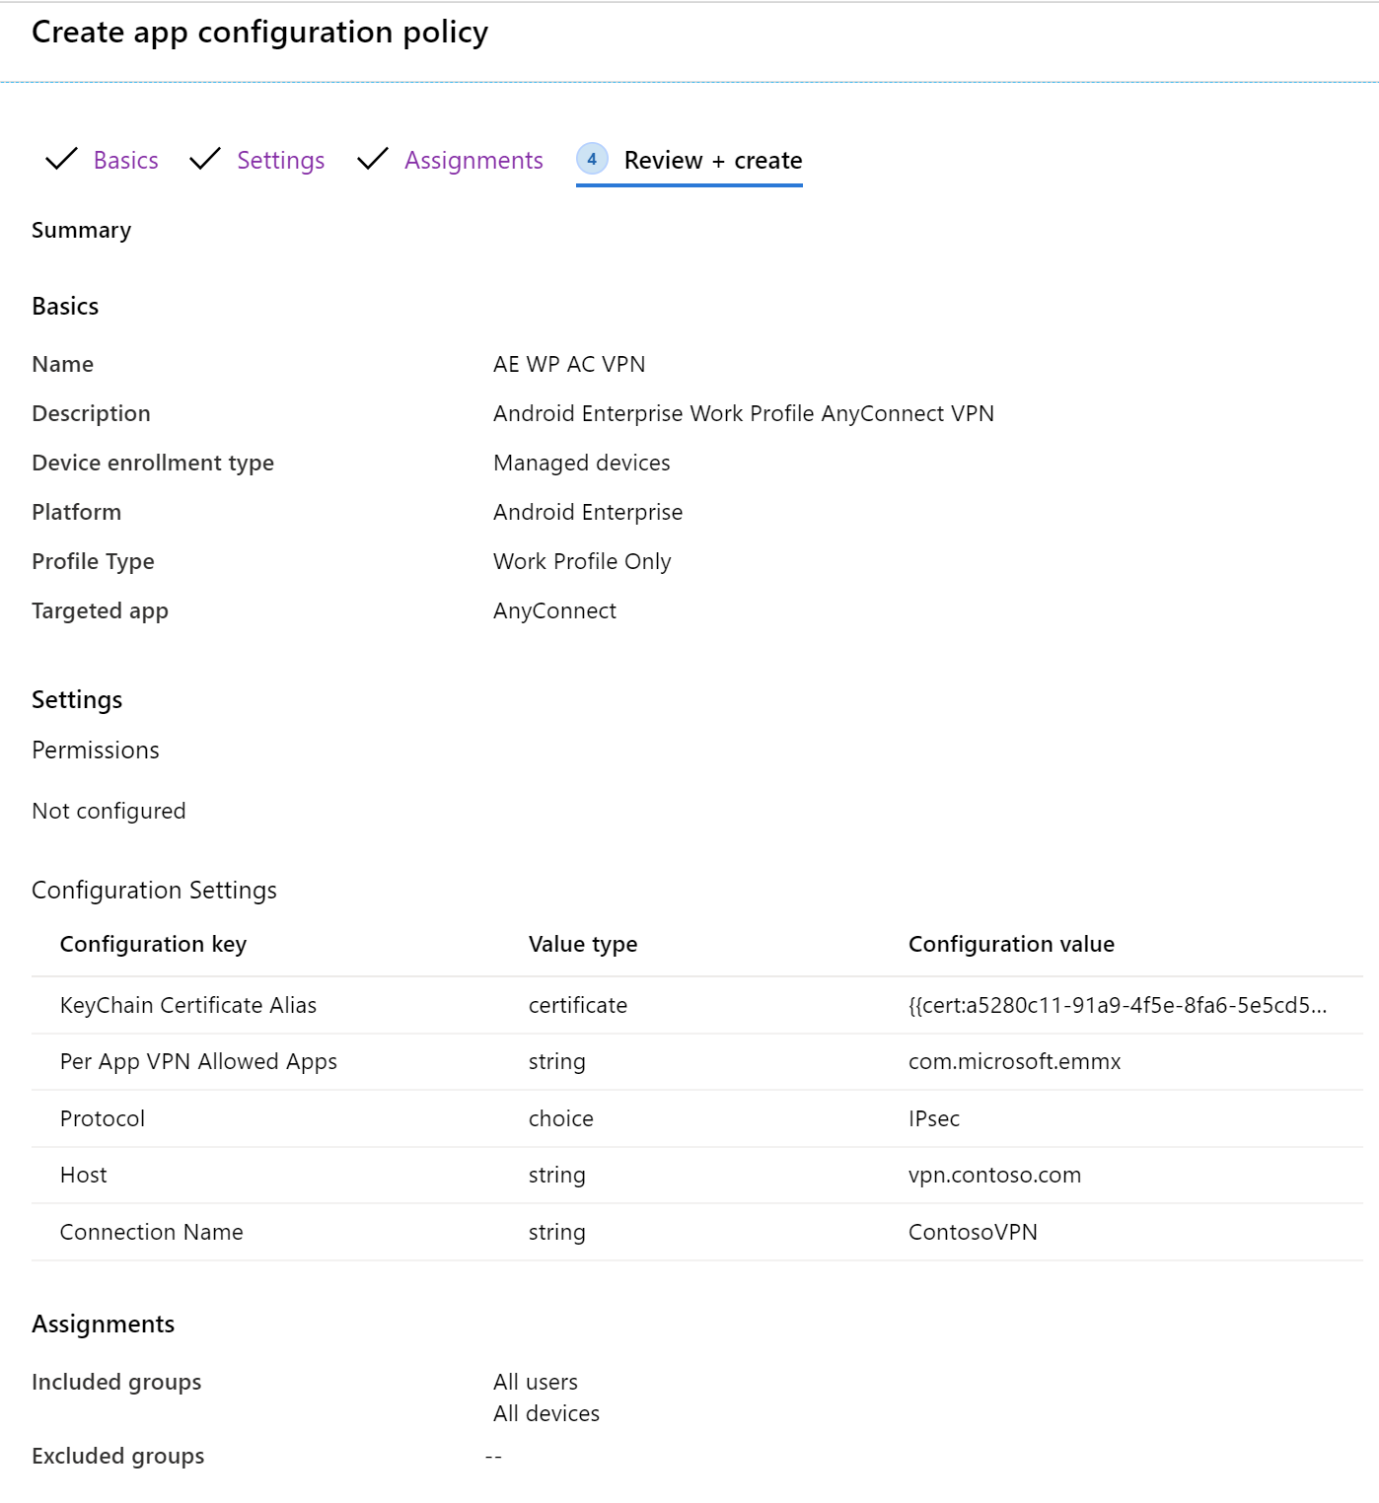 Create app configuration policy
Basics Settings Assignments 4 Review + create
Summary
Basics
Name AE WP AC VPN
Description Android Enterprise Work Profile AnyConnect VPN
Device enrollment type Managed devices
Platform Android Enterprise
Profile Type Work Profile Only
Targeted app AnyConnect
Settings
Permissions
Not configured
Configuration Settings
Configuration key Value type Configuration value
KeyChain Certificate Alias certificate {{cert:a5280c11-91a9-4f5e-8fa6-5e5cd5...
Per App VPN Allowed Apps string com.microsoft.emmx
Protocol choice IPsec
Host string vpn.contoso.com
Connection Name string ContosoVPN
Assignments
Included groups All users
All devices
Excluded groups --